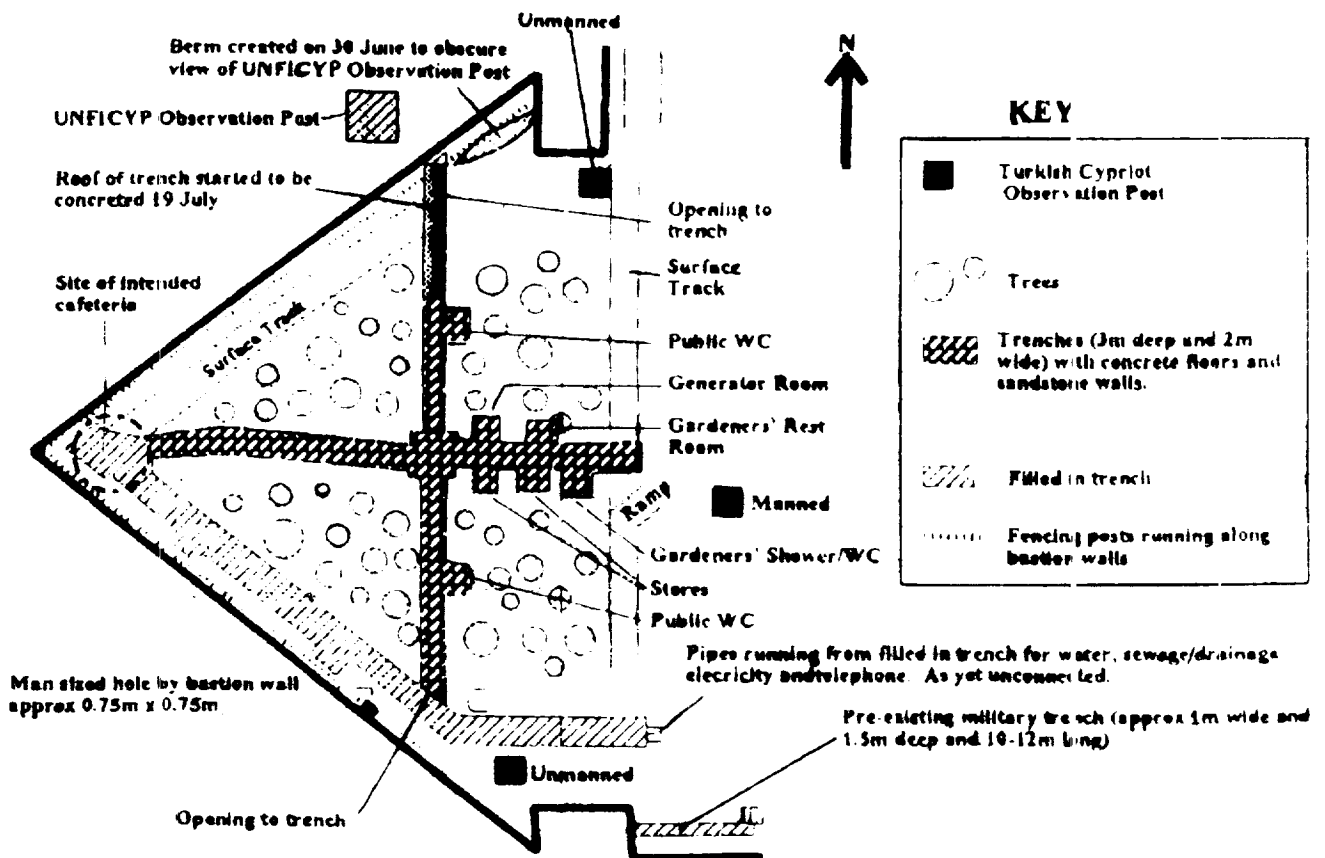 Unmanned
Berm created on 30 June to obscure
view of UNFICYP Observation Post
N
KEY
UNFICYP Observation Post
Roof of trench started to be
concreted 19 July
Opening to
trench
Turkish Cypriot
Observation Post
Site of intended
cafeteria
Surface
Track
Surface Track
Trees
Public WC
Trenches (3m deep and 2m
wide) with concrete floors and
sandstone walls.
Generator Room
Gardeners' Rest
Room
Filled in trench
Ramp
Manned
Fencing posts running along
bastion walls
Gardeners' Shower/WC
Stores
Public WC
Pipes running from filled in trench for water, sewage/drainage
electricity and telephone. As yet unconnected.
Man sized hole by bastion wall
approx 0.75m x 0.75m
Pre-existing military trench (approx 1m wide and
1.5m deep and 10-12m long)
Unmanned
Opening to trench